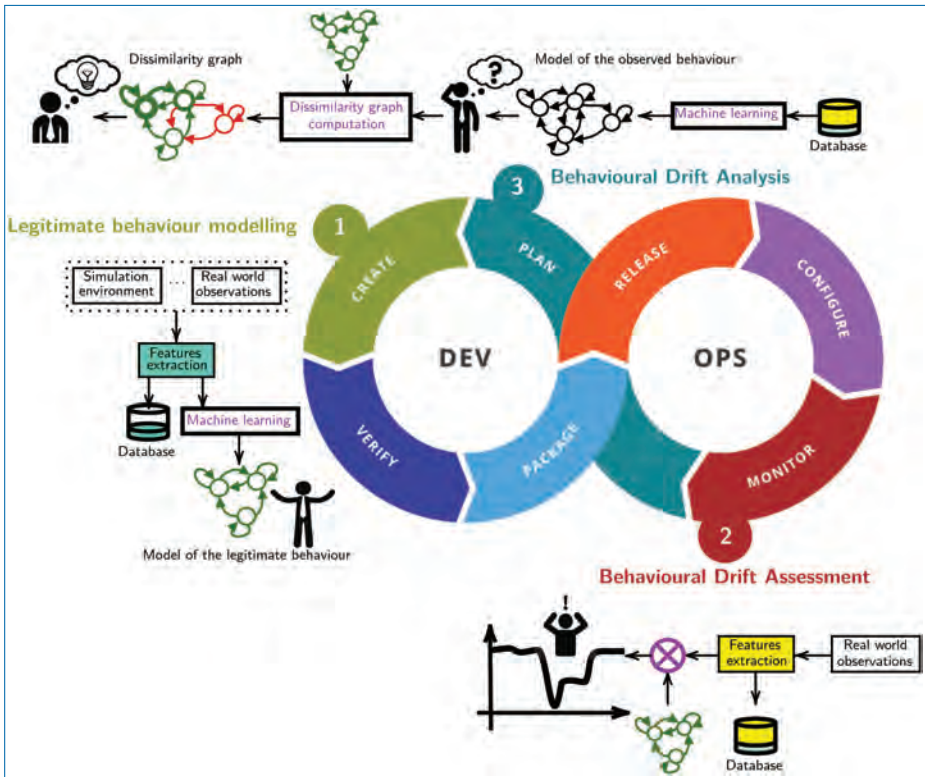 Dissimilarity graph
Model of the observed behaviour
?
Dissimilarity graph
computation
Machine learning
Database
3
Behavioural Drift Analysis
Legitimate behaviour modelling
1
Simulation
environment
...
Real world
observations
Features
extraction
Database
Machine learning
Model of the legitimate behaviour
CREATE
PLAN
RELEASE
CONFIGURE
DEV
OPS
VERIFY
PACKAGE
MONITOR
2
Behavioural Drift Assessment
!
Features
extraction
Real world
observations
Database